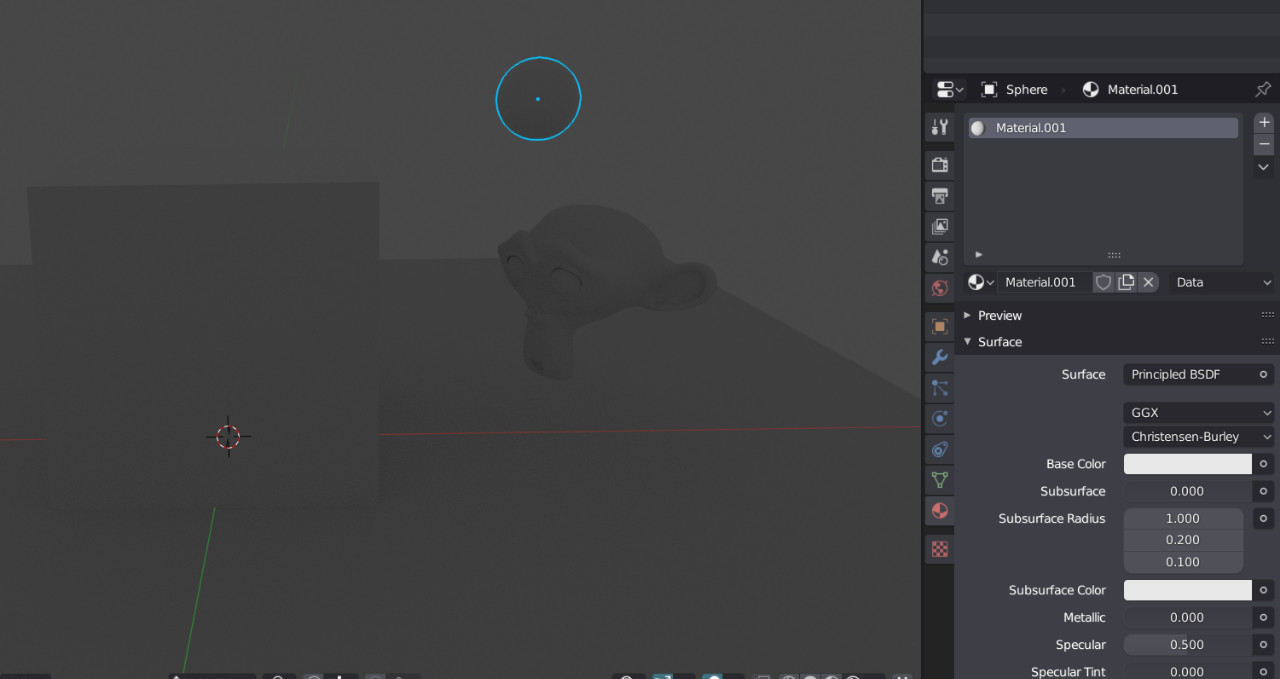 Sphere Material.001
Material.001
Material.001 Data
Preview
Surface
Surface Principled BSDF
GGX
Christensen-Burley
Base Color
Subsurface 0.000
Subsurface Radius 1.000
0.200
0.100
Subsurface Color
Metallic 0.000
Specular 0.500
Specular Tint 0.000